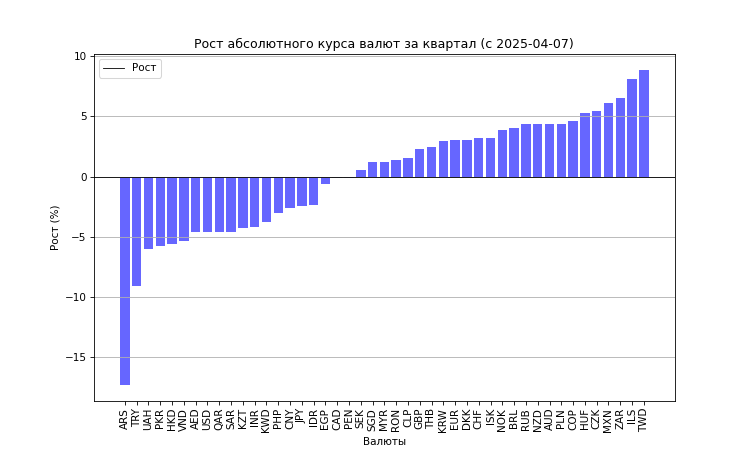 Рост абсолютного курса валют за квартал (с 2025-04-07)
Рост
10
5
0
−5
−10
−15
Рост (%)
ARS TRY UAH PKR HKD VND AED USD QAR SAR KZT INR KWD PHP CNY JPY IDR EGP CAD PEN SEK SGD MYR RON CLP GBP THB KRW EUR DKK CHF ISK NOK BRL RUB NZD AUD PLN COP HUF CZK MXN ZAR ILS TWD
Валюты